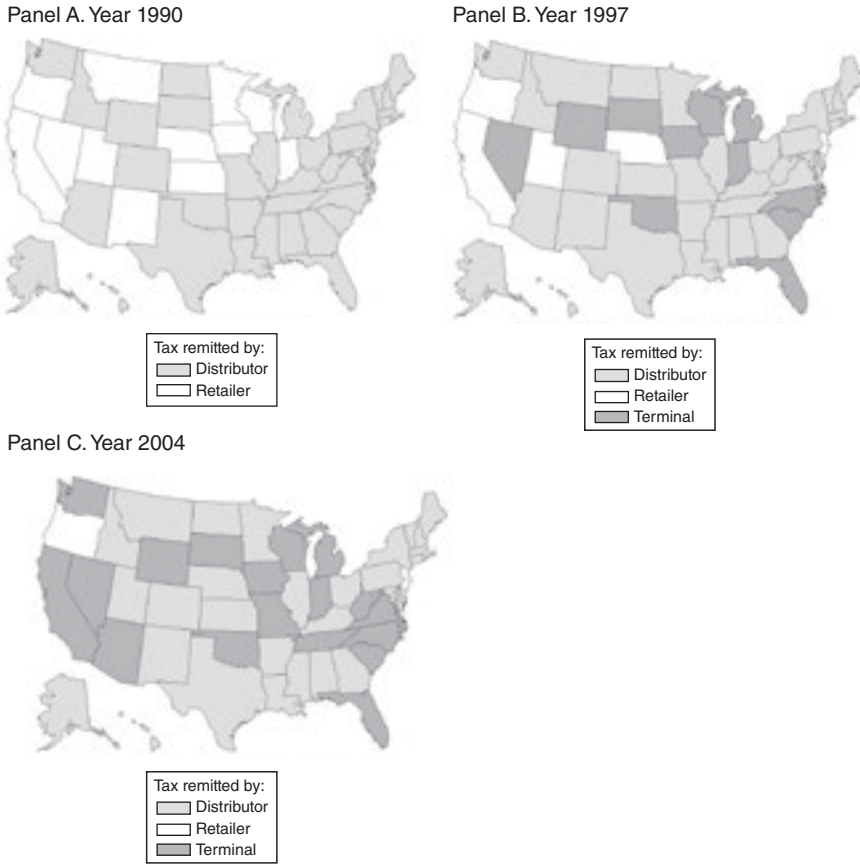 Panel A. Year 1990
Panel B. Year 1997
Tax remitted by:
Distributor
Retailer
Tax remitted by:
Distributor
Retailer
Terminal
Panel C. Year 2004
Tax remitted by:
Distributor
Retailer
Terminal